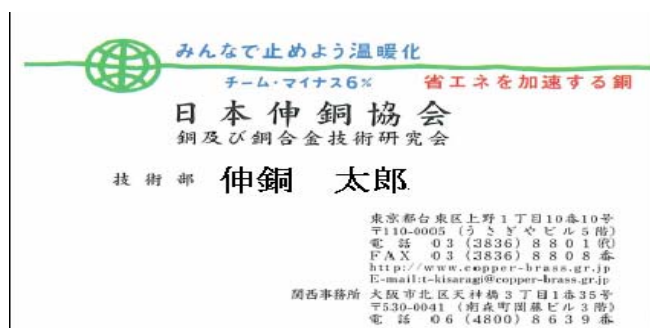 みんなで止めよう温暖化
チーム・マイナス6%
省エネを加速する銅
日本伸銅協会
銅及び銅合金技術研究会
技術部 伸銅 太郎
東京都台東区上野1丁目10番10号
〒110-0005 (うさぎやビル5階)
電話 03(3836)8801㈹
FAX 03(3836)8808番
http://www.copper-brass.gr.jp
E-mail:t-kisaragi@copper-brass.gr.jp
関西事務所 大阪市北区天神橋3丁目1番35号
〒530-0041 (南森町岡藤ビル3階)
電話 06(4800)8639番